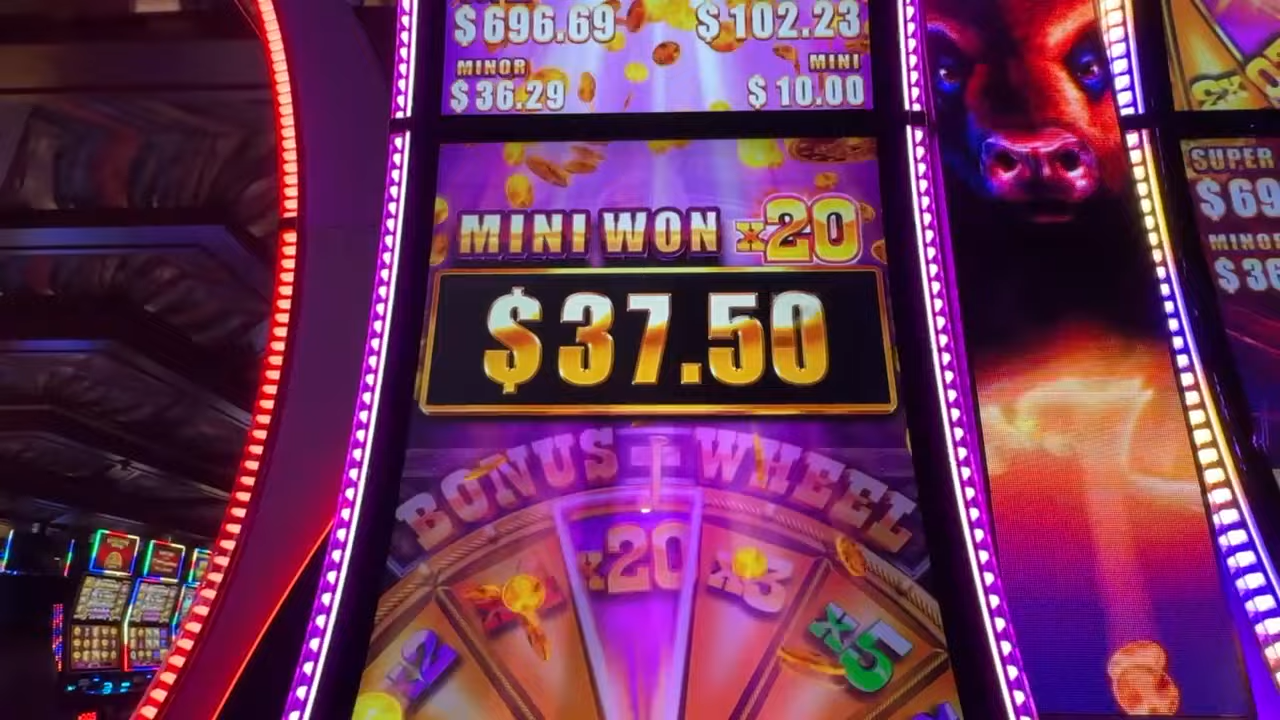 $696.69 $102.23
MINOR MINI
$36.29 $10.00
MINI WON x20
$37.50
BONUS WHEEL
x2 x20 x3 x5
SUPER
$69
MINOR
$36